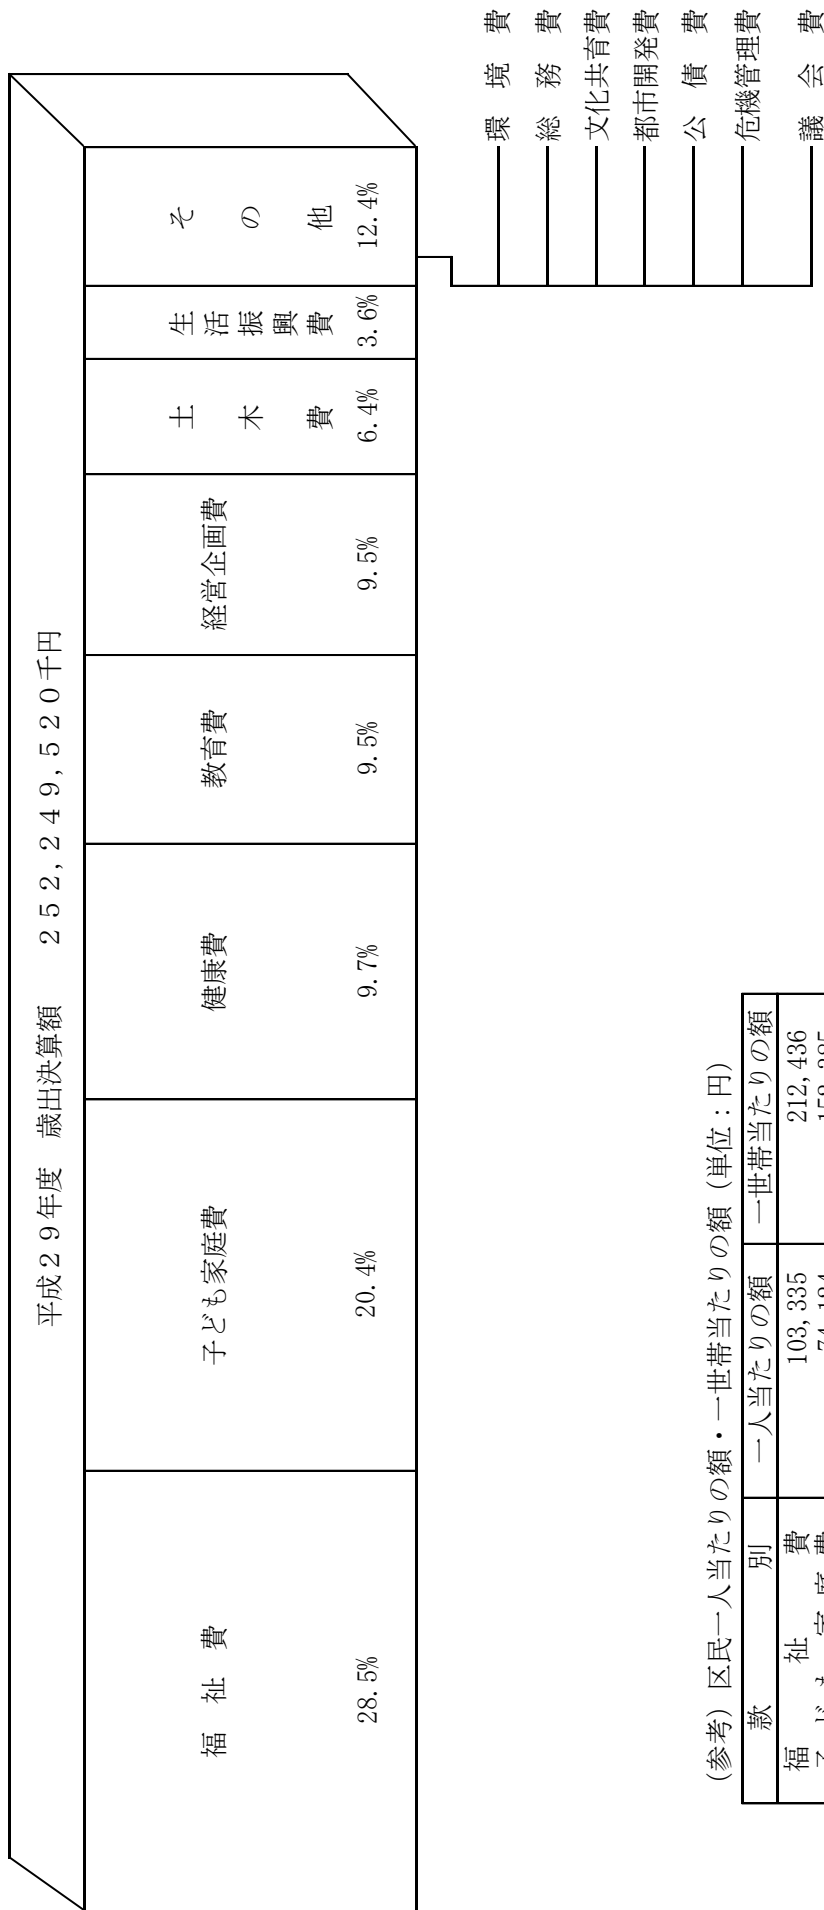 平成２９年度　歳出決算額　　２５２,２４９,５２０千円
福　祉　費
28.5%
子ども家庭費
20.4%
健康費
9.7%
教育費
9.5%
経営企画費
9.5%
土　木　費
6.4%
生活振興費
3.6%
そ　の　他
12.4%
環　境　費
総　務　費
文化共育費
都市開発費
公　債　費
危機管理費
議　会　費
(参考) 区民一人当たりの額・一世帯当たりの額 (単位：円)
款　別　一人当たりの額　一世帯当たりの額
福　祉　費　103,335　212,436